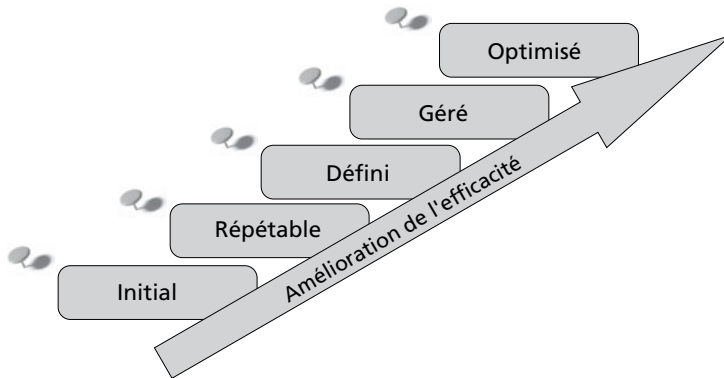 Optimisé
Géré
Défini
Répétable
Initial
Amélioration de l'efficacité